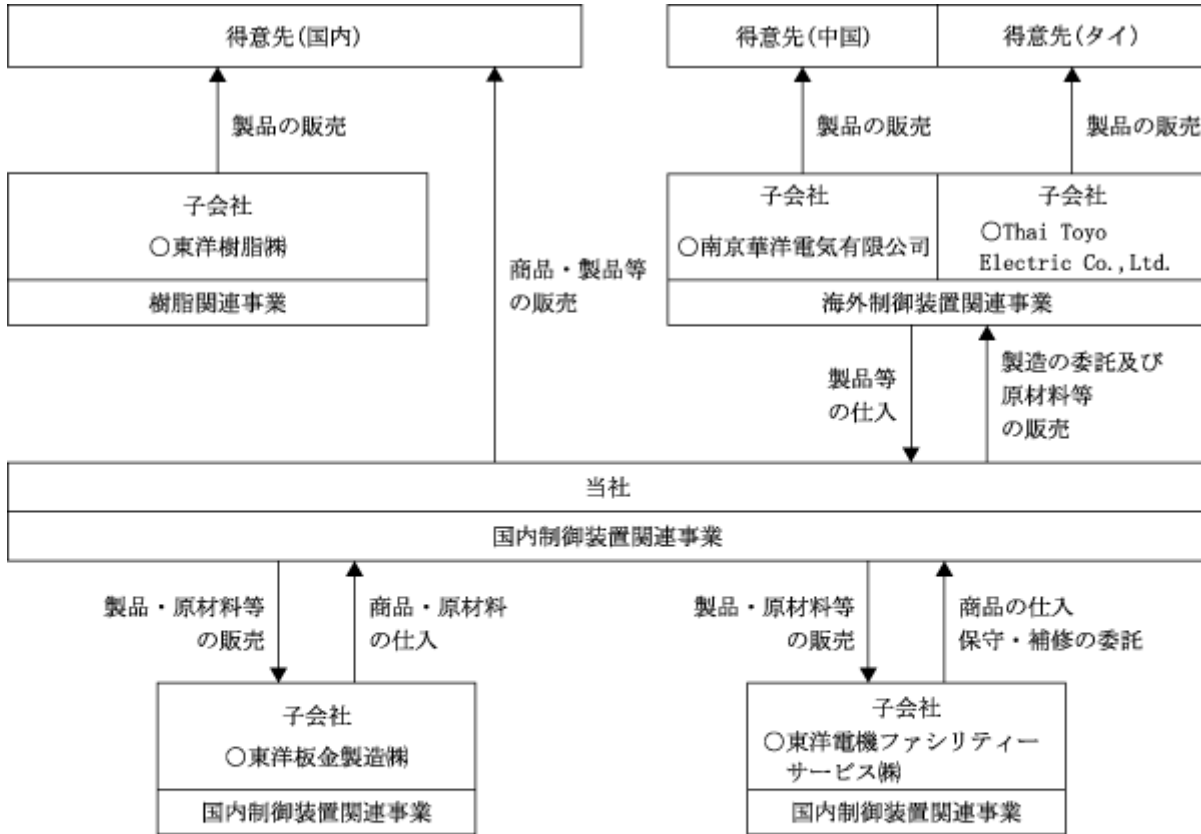 得意先(国内)
得意先(中国)
得意先(タイ)
製品の販売
製品の販売
製品の販売
子会社
○東洋樹脂㈱
樹脂関連事業
商品・製品等
の販売
子会社
○南京華洋電気有限公司
子会社
○Thai Toyo
Electric Co.,Ltd.
海外制御装置関連事業
製品等
の仕入
製造の委託及び
原材料等
の販売
当社
国内制御装置関連事業
製品・原材料等
の販売
商品・原材料
の仕入
製品・原材料等
の販売
商品の仕入
保守・補修の委託
子会社
○東洋板金製造㈱
国内制御装置関連事業
子会社
○東洋電機ファシリティー
サービス㈱
国内制御装置関連事業